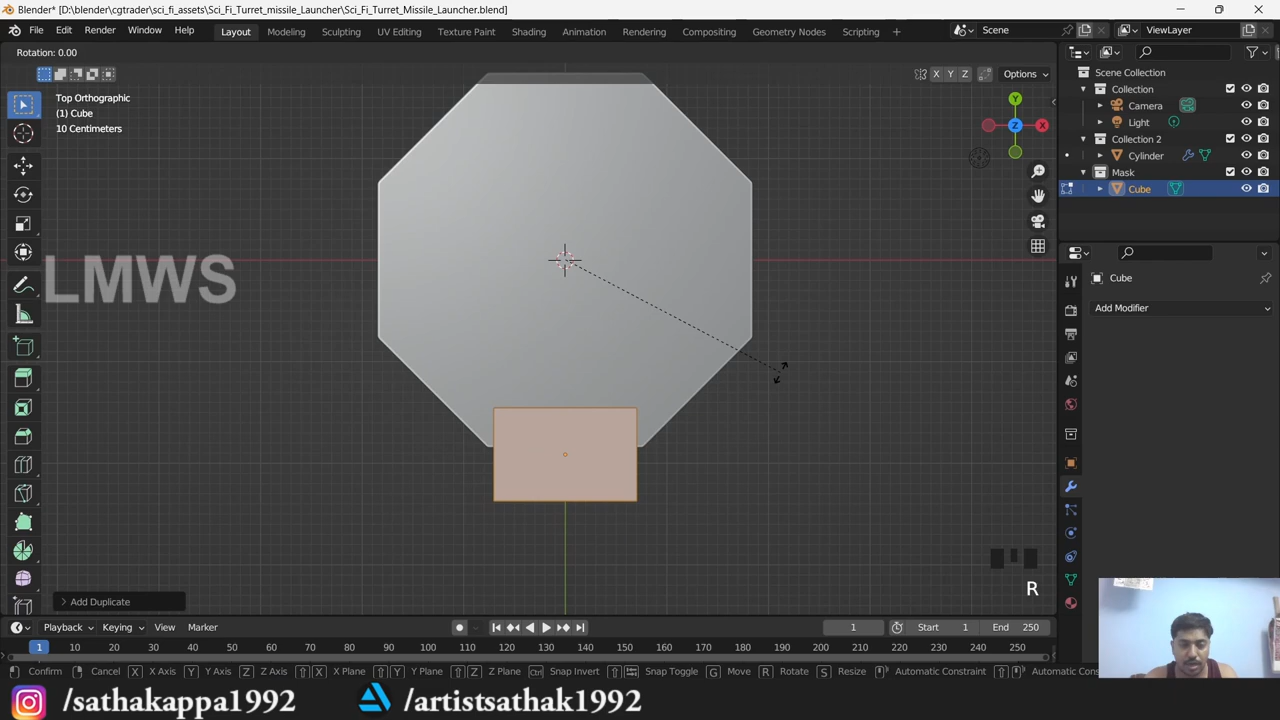 Blender* [D:\blender\cgtrader\sci_fi_assets\Sci_Fi_Turret_missile_Launcher\Sci_Fi_Turret_Missile_Launcher.blend]
File Edit Render Window Help Layout Modeling Sculpting UV Editing Texture Paint Shading Animation Rendering Compositing Geometry Nodes Scripting + Scene ViewLayer
Rotation: 0.00
X Y Z Options
Top Orthographic
(1) Cube
10 Centimeters
Y
Z X
Scene Collection
Collection
Camera
Light
Collection 2
Cylinder
Mask
Cube
LMWS
Cube
Add Modifier
R
Add Duplicate
Playback Keying View Marker 1 Start 1 End 250
1 10 20 30 40 50 60 70 80 90 100 110 120 130 140 150 160 170 180 190 200 210 220 230 240 250
Confirm Cancel X X Axis Y Y Axis Z Z Axis X X Plane Y Y Plane Z Z Plane Ctrl Snap Invert Snap Toggle G Move R Rotate S Resize Automatic Constraint Automatic Cons
/sathakappa1992 /artistsathak1992